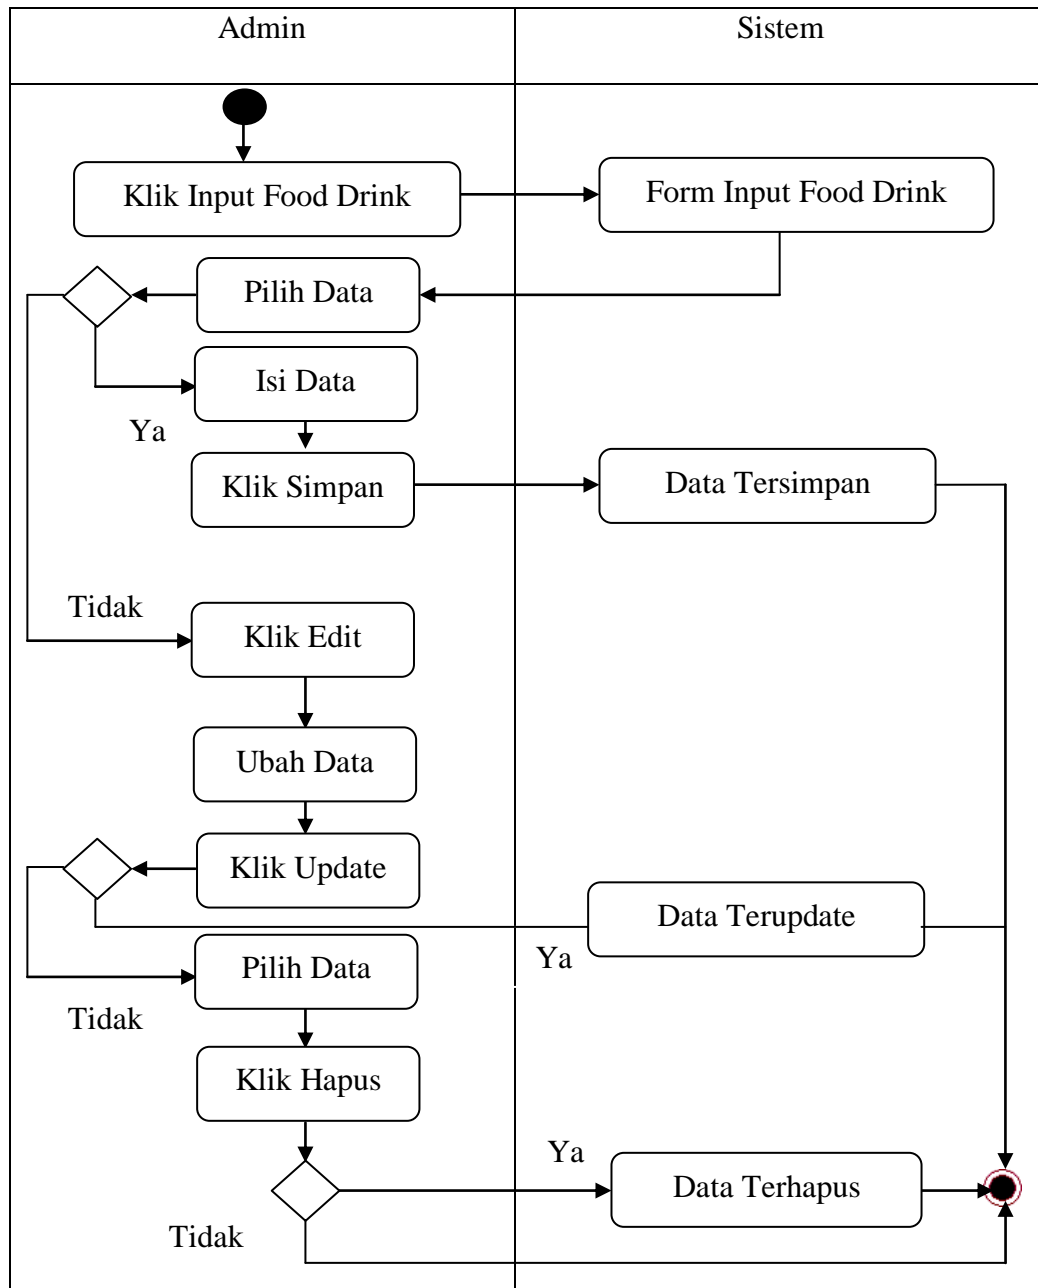 Admin
Sistem
Klik Input Food Drink
Form Input Food Drink
Pilih Data
Isi Data
Ya
Klik Simpan
Data Tersimpan
Tidak
Klik Edit
Ubah Data
Klik Update
Data Terupdate
Ya
Pilih Data
Tidak
Klik Hapus
Ya
Data Terhapus
Tidak